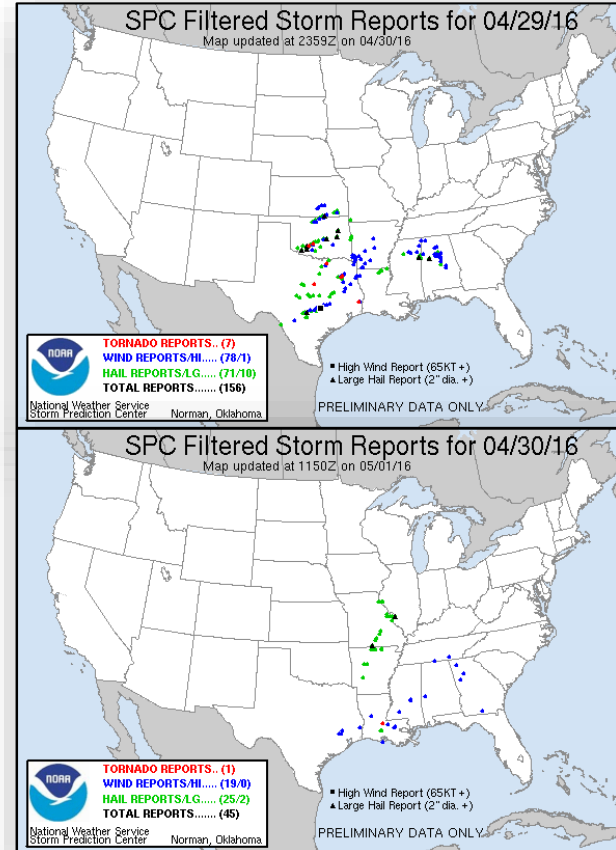 SPC Filtered Storm Reports for 04/29/16
Map updated at 2359Z on 04/30/16
NOAA
TORNADO REPORTS.. (7)
WIND REPORTS/HI..... (78/1)
HAIL REPORTS/LG..... (71/10)
TOTAL REPORTS....... (156)
National Weather Service
Storm Prediction Center Norman, Oklahoma
High Wind Report (65KT +)
Large Hail Report (2" dia. +)
PRELIMINARY DATA ONLY
SPC Filtered Storm Reports for 04/30/16
Map updated at 1150Z on 05/01/16
NOAA
TORNADO REPORTS.. (1)
WIND REPORTS/HI..... (19/0)
HAIL REPORTS/LG..... (25/2)
TOTAL REPORTS....... (45)
National Weather Service
Storm Prediction Center Norman, Oklahoma
High Wind Report (65KT +)
Large Hail Report (2" dia. +)
PRELIMINARY DATA ONLY